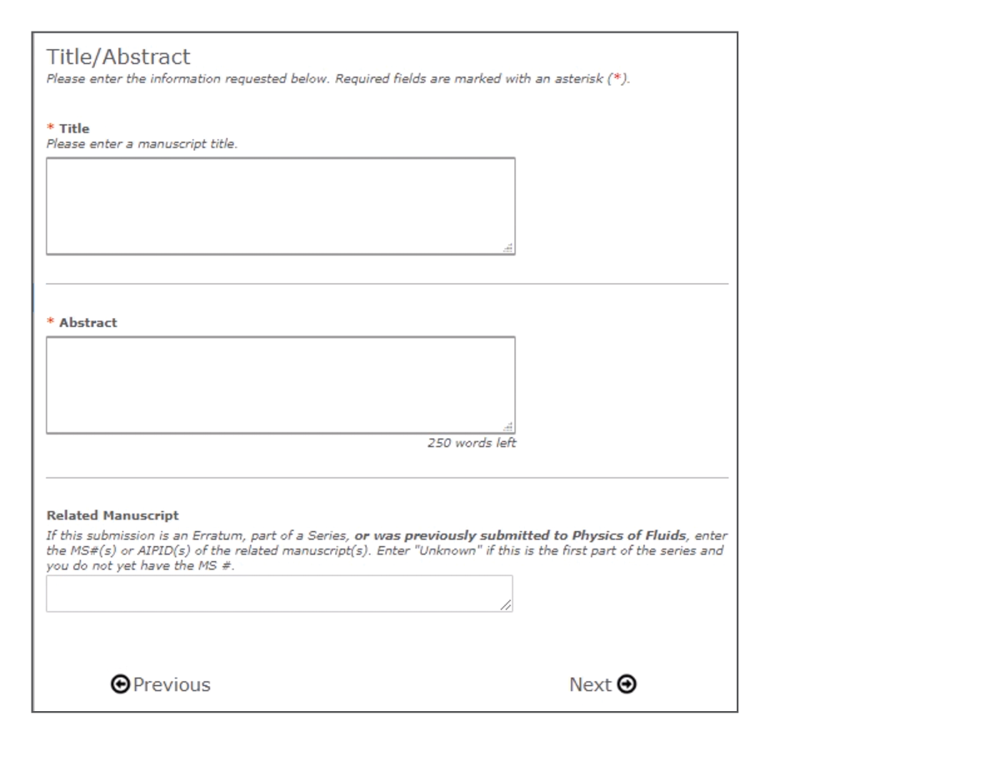 Title/Abstract
Please enter the information requested below. Required fields are marked with an asterisk (*).
* Title
Please enter a manuscript title.
* Abstract
250 words left
Related Manuscript
If this submission is an Erratum, part of a Series, or was previously submitted to Physics of Fluids, enter
the MS#(s) or AIPID(s) of the related manuscript(s). Enter "Unknown" if this is the first part of the series and
you do not yet have the MS #.
Previous
Next